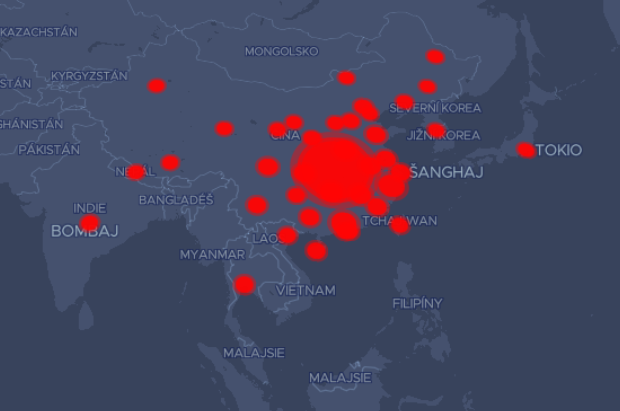 KAZACHSTÁN
MONGOLSKO
KYRGYZSTÁN
STÁN
SEVERNÍ KOREA
GHÁNISTÁN
ČÍNA
JIŽNÍ KOREA
PÁKISTÁN
TOKIO
ŠANGHAJ
BANGLADÉŠ
INDIE
TCHAJWAN
BOMBAJ
LAOS
MYANMAR
VIETNAM
FILIPÍNY
MALAJSIE
MALAJSIE